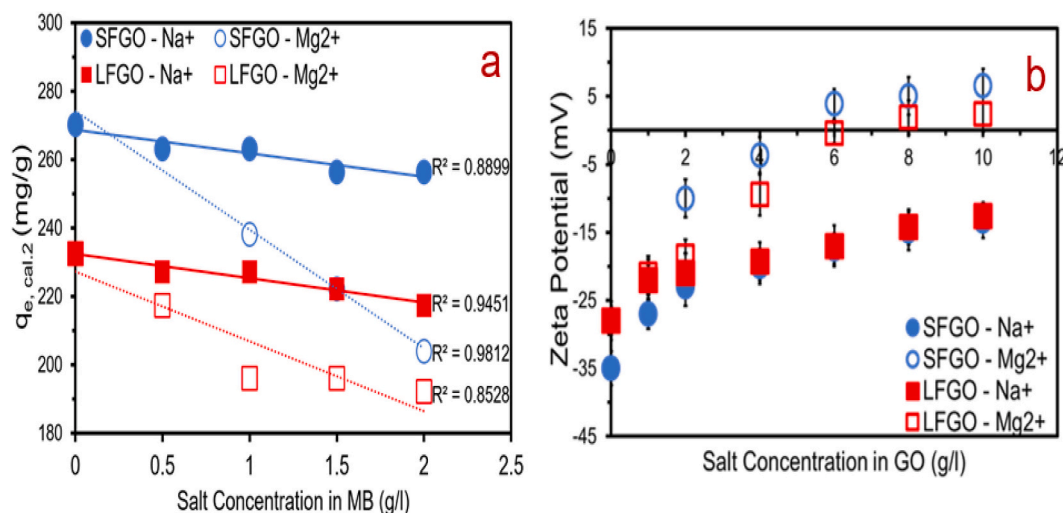 SFGO - Na+ SFGO - Mg2+
LFGO - Na+ LFGO - Mg2+
a
300
280
260
240
220
200
180
qe, cal.2 (mg/g)
R² = 0.8899
R² = 0.9451
R² = 0.9812
R² = 0.8528
0 0.5 1 1.5 2 2.5
Salt Concentration in MB (g/l)
b
15
5
-5
-15
-25
-35
-45
Zeta Potential (mV)
0 2 4 6 8 10 12
SFGO - Na+
SFGO - Mg2+
LFGO - Na+
LFGO - Mg2+
Salt Concentration in GO (g/l)